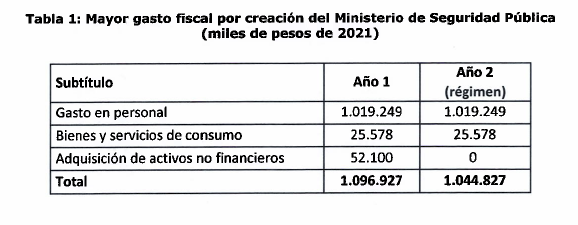 Tabla 1: Mayor gasto fiscal por creación del Ministerio de Seguridad Pública
(miles de pesos de 2021)
Subtítulo Año 1 Año 2 (régimen)
Gasto en personal 1.019.249 1.019.249
Bienes y servicios de consumo 25.578 25.578
Adquisición de activos no financieros 52.100 0
Total 1.096.927 1.044.827